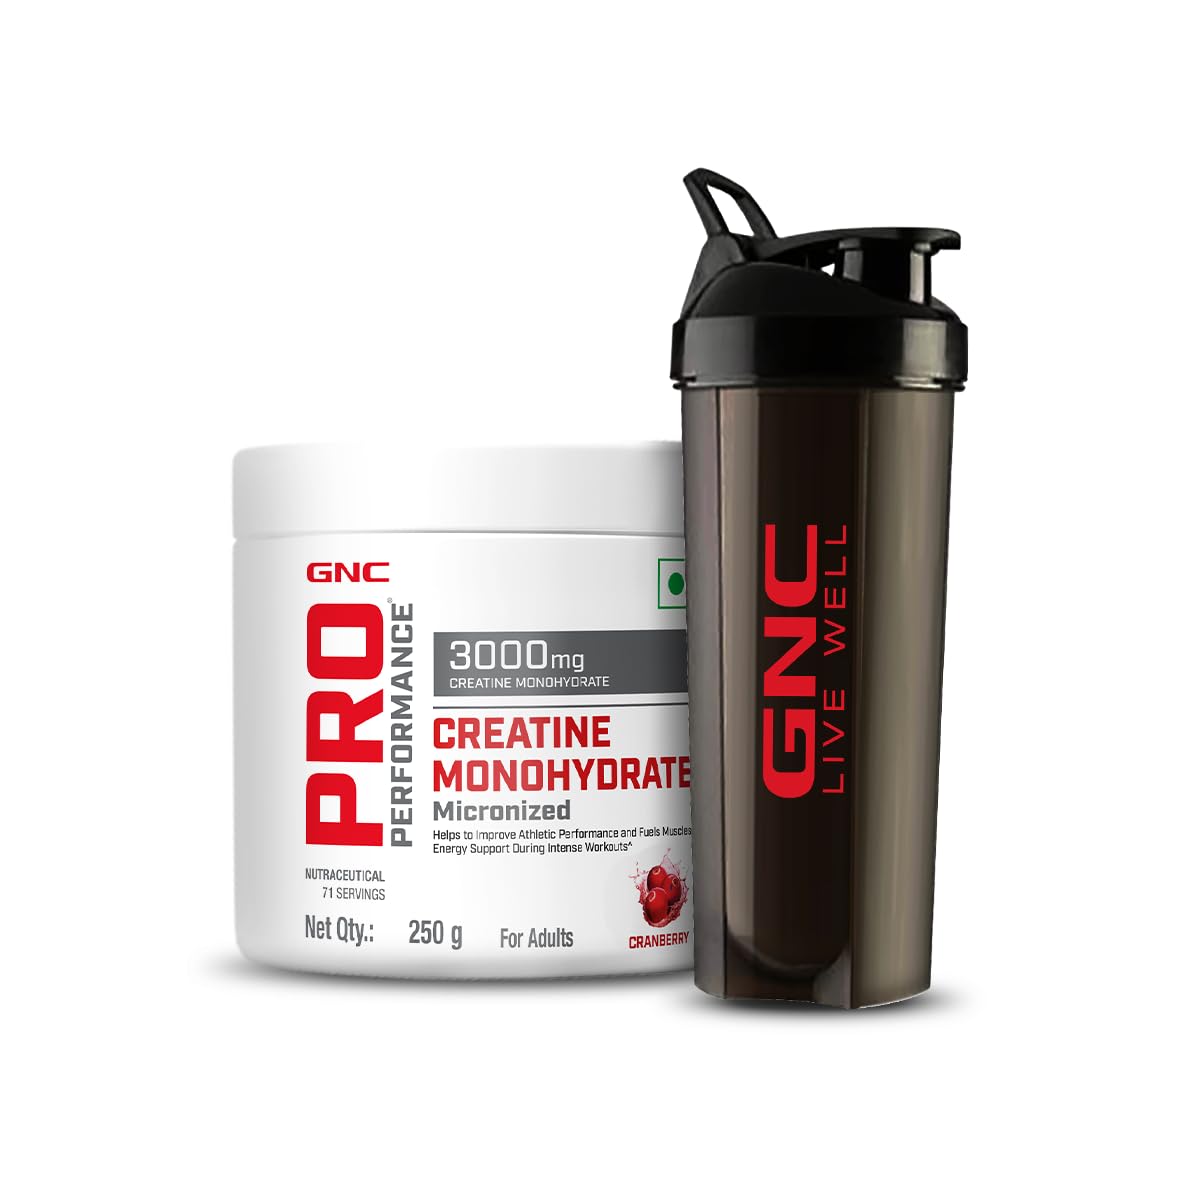 GNC
PRO
PERFORMANCE
3000mg
CREATINE MONOHYDRATE
CREATINE
MONOHYDRATE
Micronized
Helps to Improve Athletic Performance and Fuels Muscles
Energy Support During Intense Workouts^
NUTRACEUTICAL
71 SERVINGS
Net Qty.: 250 g
For Adults
CRANBERRY
GNC
LIVE WELL